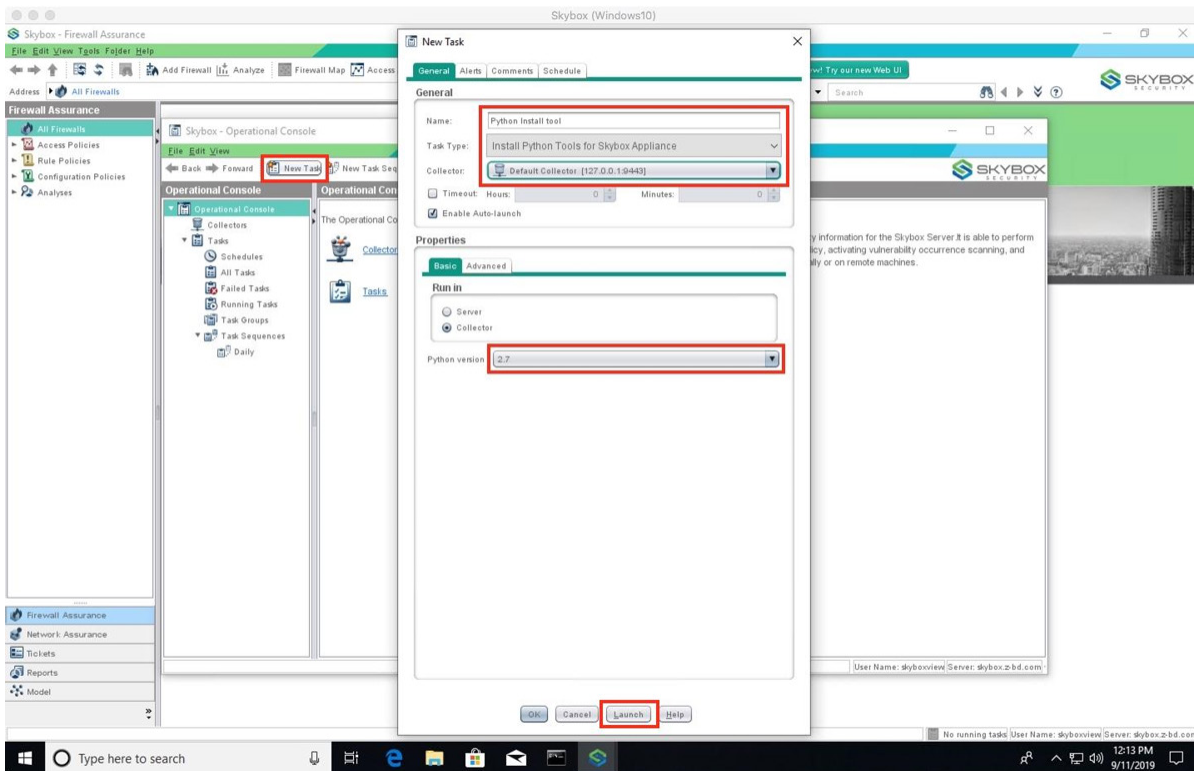 Skybox (Windows10)
Skybox - Firewall Assurance
File Edit View Tools Folder Help
Add Firewall Analyze Firewall Map Access
w! Try our new Web UI
Address All Firewalls
Search
SKYBOX
SECURITY
Firewall Assurance
All Firewalls
Access Policies
Rule Policies
Configuration Policies
Analyses
Firewall Assurance
Network Assurance
Tickets
Reports
Model
Skybox - Operational Console
File Edit View
Back Forward New Task New Task Seq
SKYBOX
SECURITY
Operational Console
Operational Console
Collectors
Tasks
Schedules
All Tasks
Failed Tasks
Running Tasks
Task Groups
Task Sequences
Daily
Operational Con
The Operational Co
Collector
Tasks
y information for the Skybox Server.It is able to perform
licy, activating vulnerability occurrence scanning, and
lly or on remote machines.
User Name: skyboxview Server: skybox.z-bd.com
New Task
General Alerts Comments Schedule
General
Name: Python Install tool
Task Type: Install Python Tools for Skybox Appliance
Collector: Default Collector [127.0.0.1:9443]
Timeout: Hours: 0 Minutes: 0
Enable Auto-launch
Properties
Basic Advanced
Run in
Server
Collector
Python version 2.7
OK Cancel Launch Help
No running tasks User Name: skyboxview Server: skybox.z-bd.com
Type here to search
12:13 PM
9/11/2019